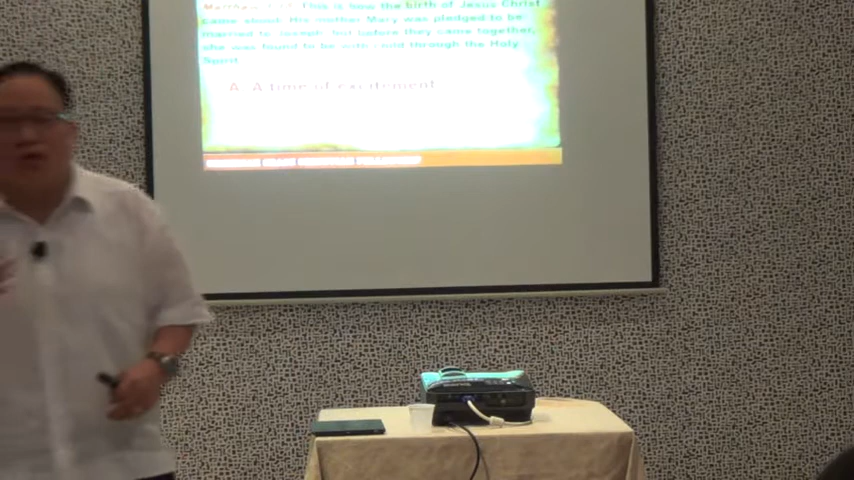 Matthew 1:18 This is how the birth of Jesus Christ
came about: His mother Mary was pledged to be
married to Joseph, but before they came together,
she was found to be with child through the Holy
Spirit.
A. A time of excitement